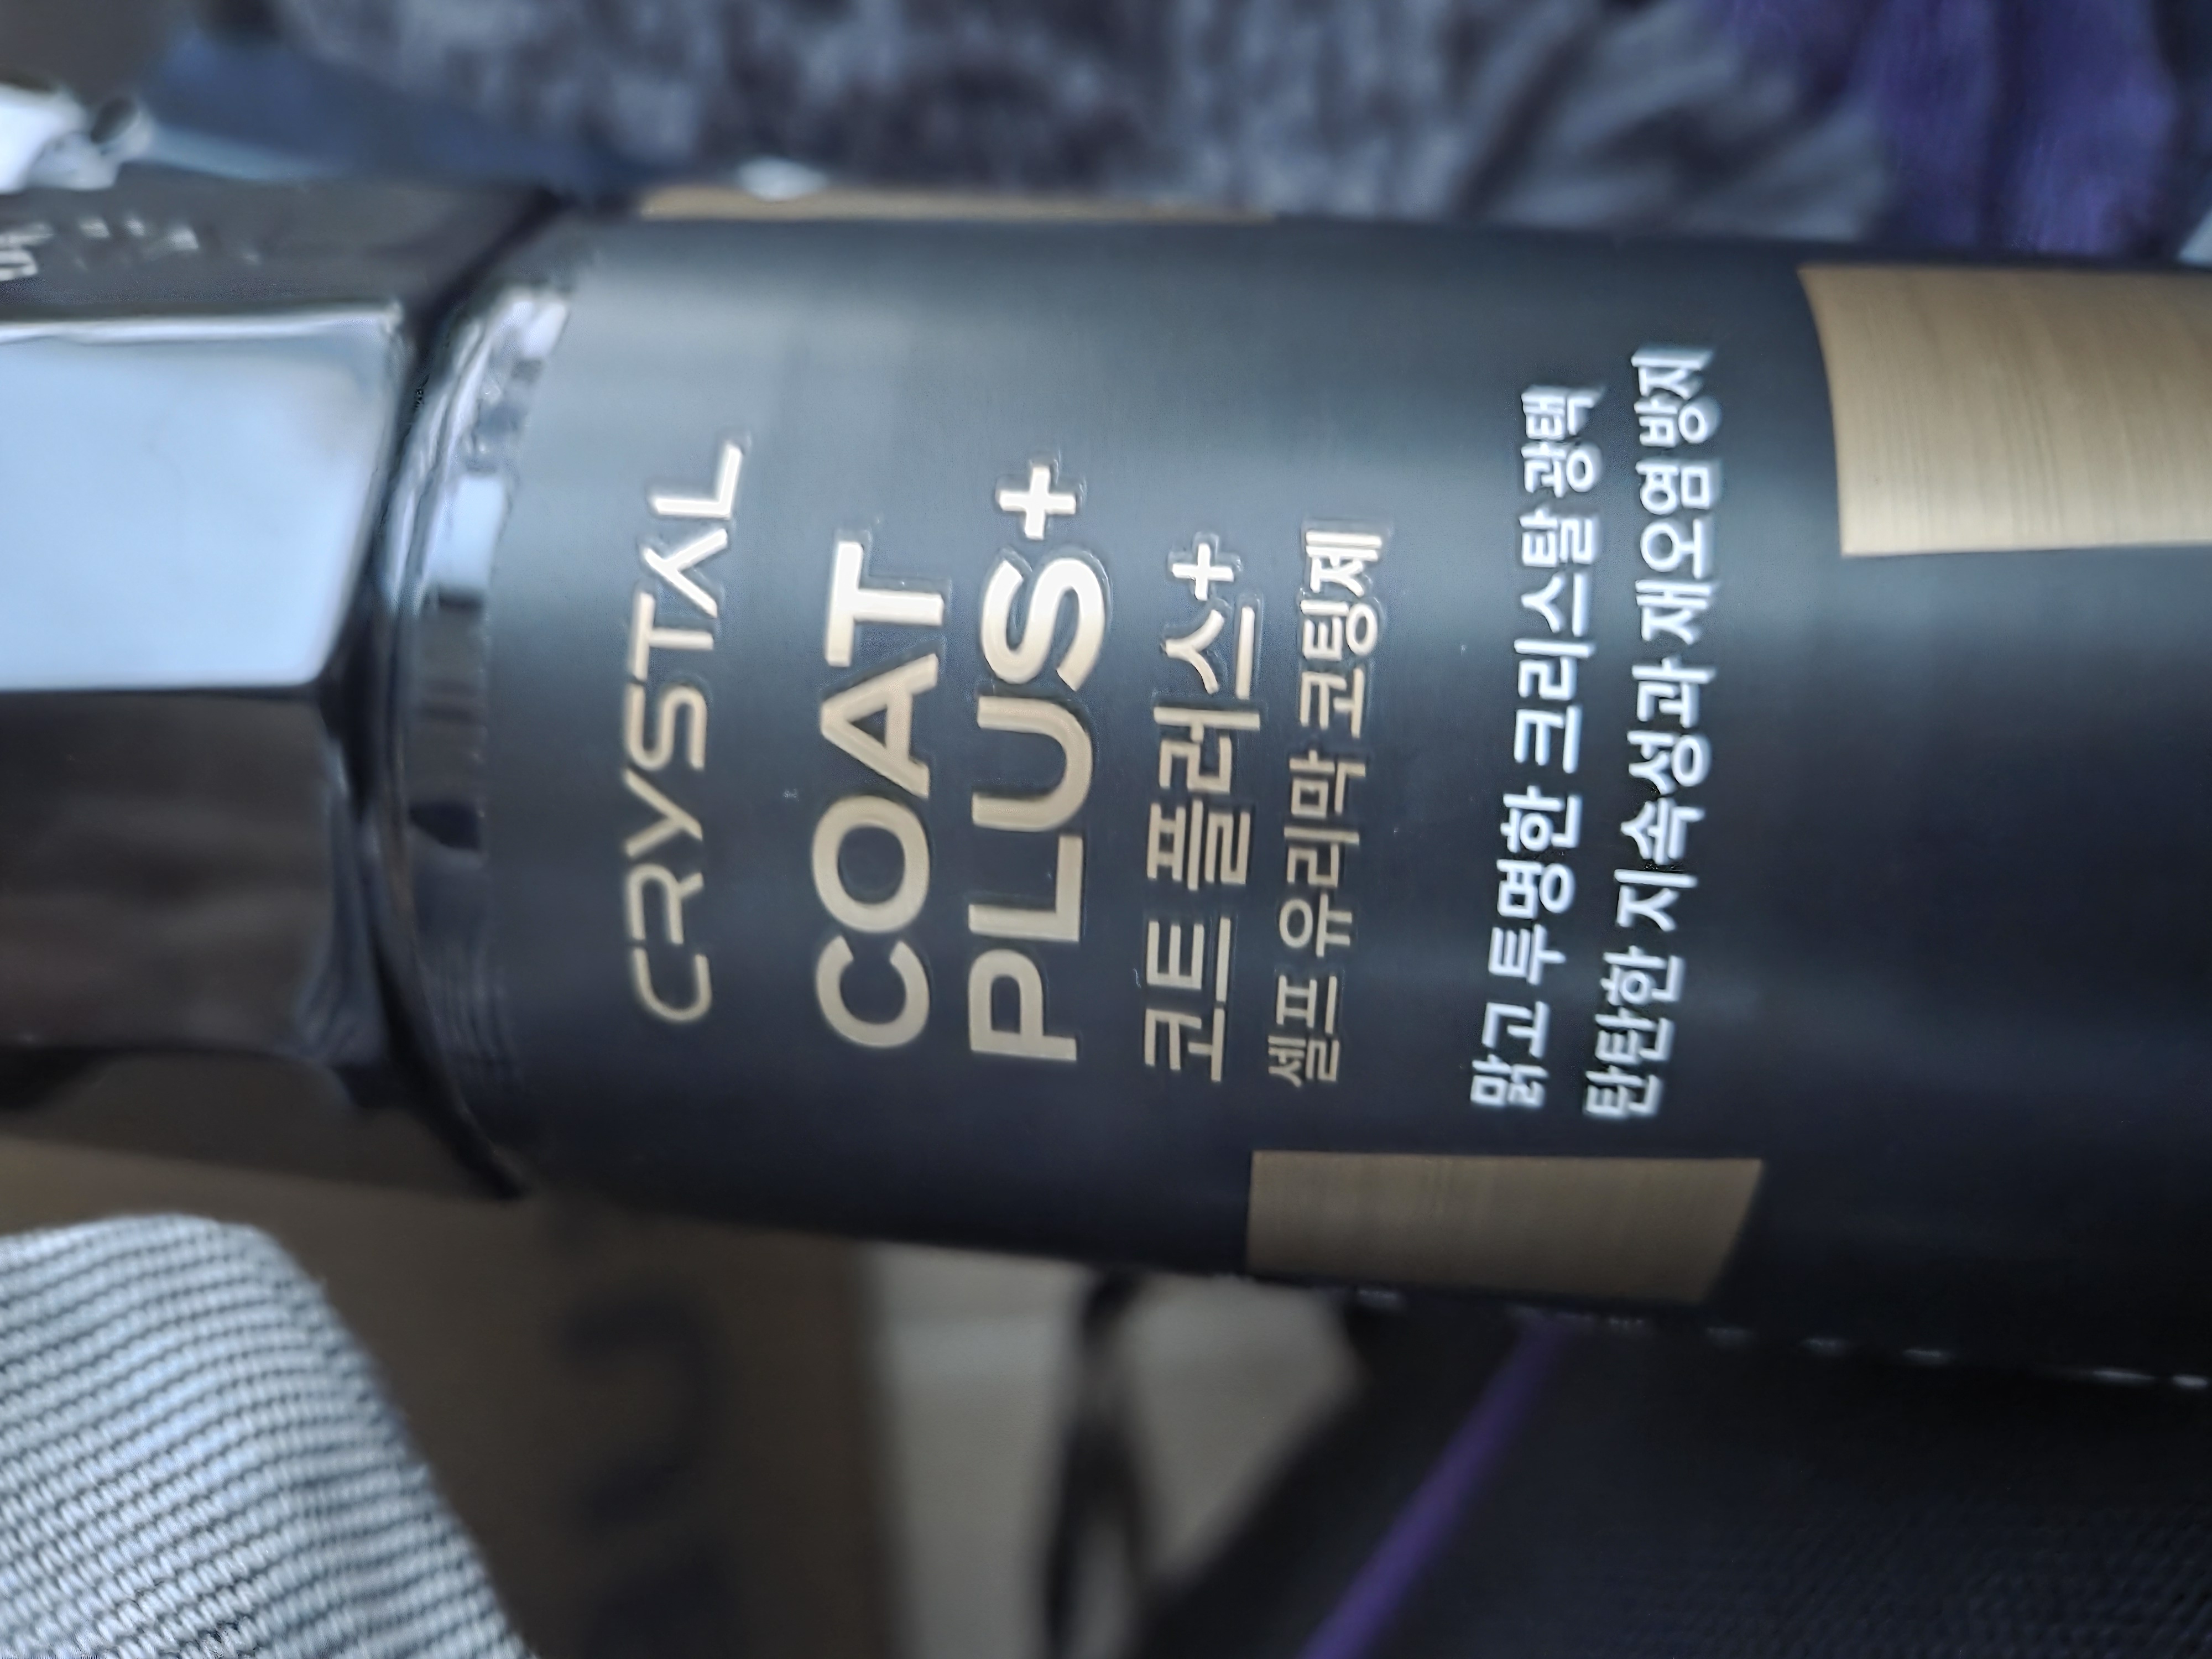 CRYSTAL
COAT
PLUS+
코트 플러스+
셀프 유리막 코팅제
맑고 투명한 크리스탈 광택
탄탄한 지속성과 재오염 방지